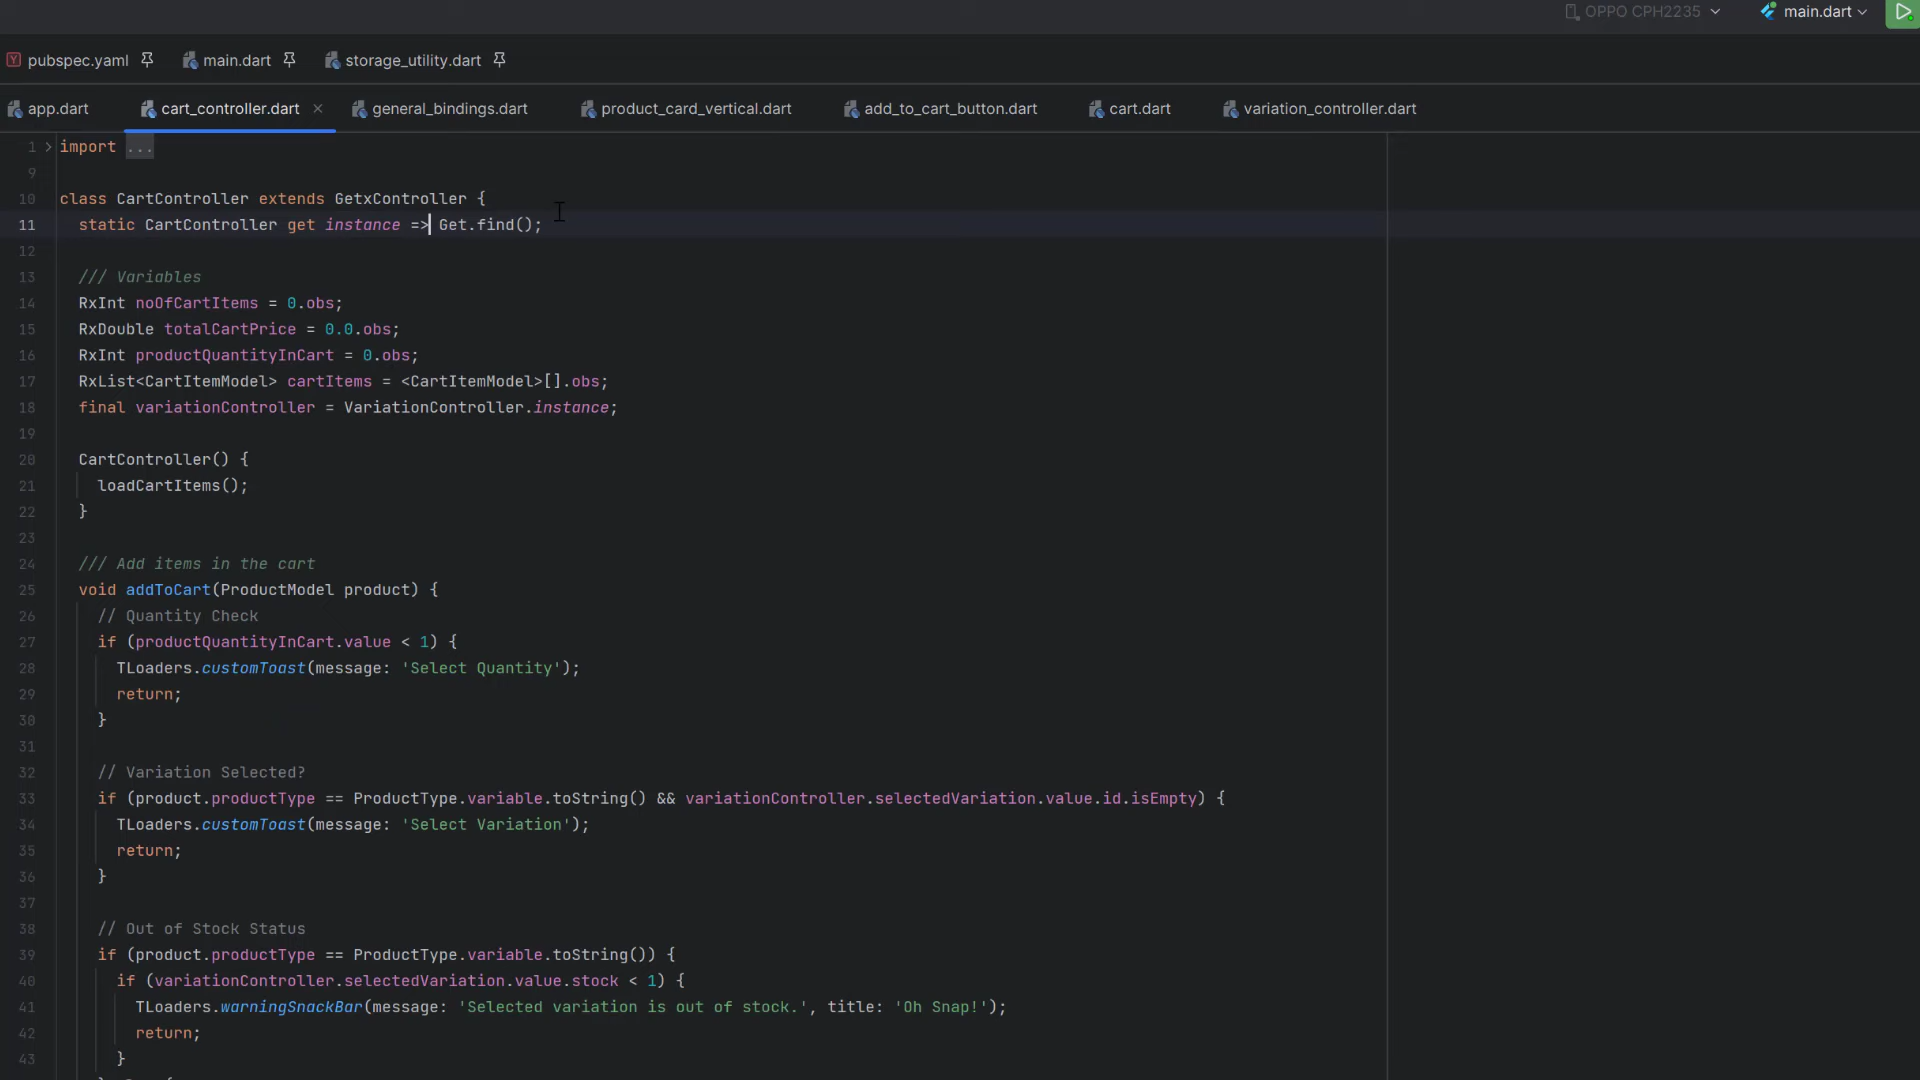 OPPO CPH2235 main.dart
pubspec.yaml main.dart storage_utility.dart
app.dart cart_controller.dart general_bindings.dart product_card_vertical.dart add_to_cart_button.dart cart.dart variation_controller.dart
1 import ...
9
10 class CartController extends GetxController {
11 static CartController get instance => Get.find();
12
13 /// Variables
14 RxInt noOfCartItems = 0.obs;
15 RxDouble totalCartPrice = 0.0.obs;
16 RxInt productQuantityInCart = 0.obs;
17 RxList<CartItemModel> cartItems = <CartItemModel>[].obs;
18 final variationController = VariationController.instance;
19
20 CartController() {
21 loadCartItems();
22 }
23
24 /// Add items in the cart
25 void addToCart(ProductModel product) {
26 // Quantity Check
27 if (productQuantityInCart.value < 1) {
28 TLoaders.customToast(message: 'Select Quantity');
29 return;
30 }
31
32 // Variation Selected?
33 if (product.productType == ProductType.variable.toString() && variationController.selectedVariation.value.id.isEmpty) {
34 TLoaders.customToast(message: 'Select Variation');
35 return;
36 }
37
38 // Out of Stock Status
39 if (product.productType == ProductType.variable.toString()) {
40 if (variationController.selectedVariation.value.stock < 1) {
41 TLoaders.warningSnackBar(message: 'Selected variation is out of stock.', title: 'Oh Snap!');
42 return;
43 }